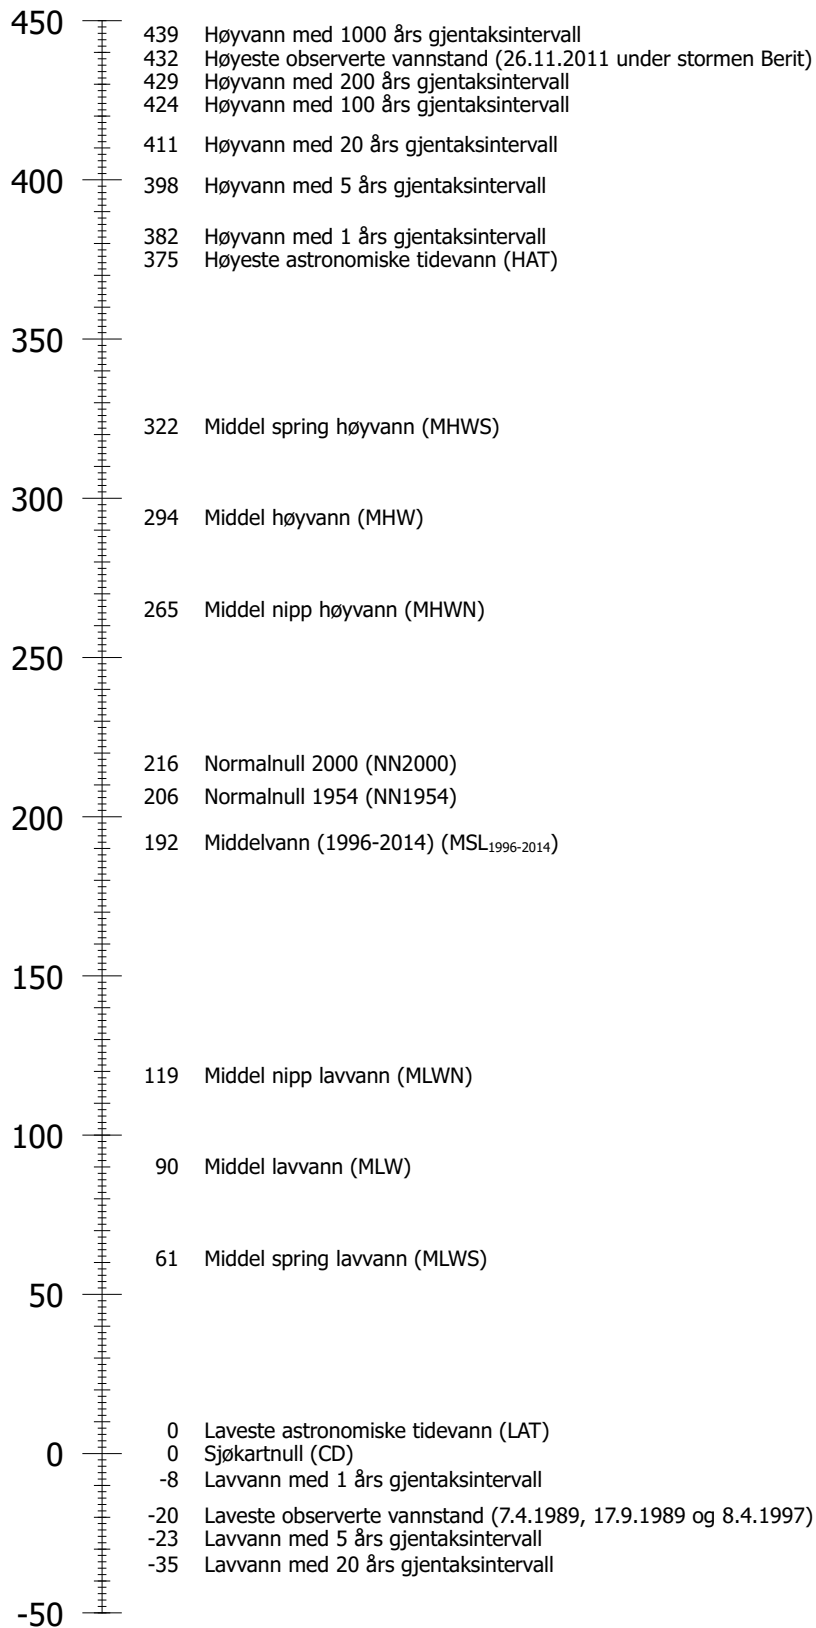 450
439 Høyvann med 1000 års gjentaksintervall
432 Høyeste observerte vannstand (26.11.2011 under stormen Berit)
429 Høyvann med 200 års gjentaksintervall
424 Høyvann med 100 års gjentaksintervall
411 Høyvann med 20 års gjentaksintervall
400
398 Høyvann med 5 års gjentaksintervall
382 Høyvann med 1 års gjentaksintervall
375 Høyeste astronomiske tidevann (HAT)
350
322 Middel spring høyvann (MHWS)
300
294 Middel høyvann (MHW)
265 Middel nipp høyvann (MHWN)
250
216 Normalnull 2000 (NN2000)
206 Normalnull 1954 (NN1954)
200
192 Middelvann (1996-2014) (MSL1996-2014)
150
119 Middel nipp lavvann (MLWN)
100
90 Middel lavvann (MLW)
61 Middel spring lavvann (MLWS)
50
0 Laveste astronomiske tidevann (LAT)
0
0 Sjøkartnull (CD)
-8 Lavvann med 1 års gjentaksintervall
-20 Laveste observerte vannstand (7.4.1989, 17.9.1989 og 8.4.1997)
-23 Lavvann med 5 års gjentaksintervall
-35 Lavvann med 20 års gjentaksintervall
-50